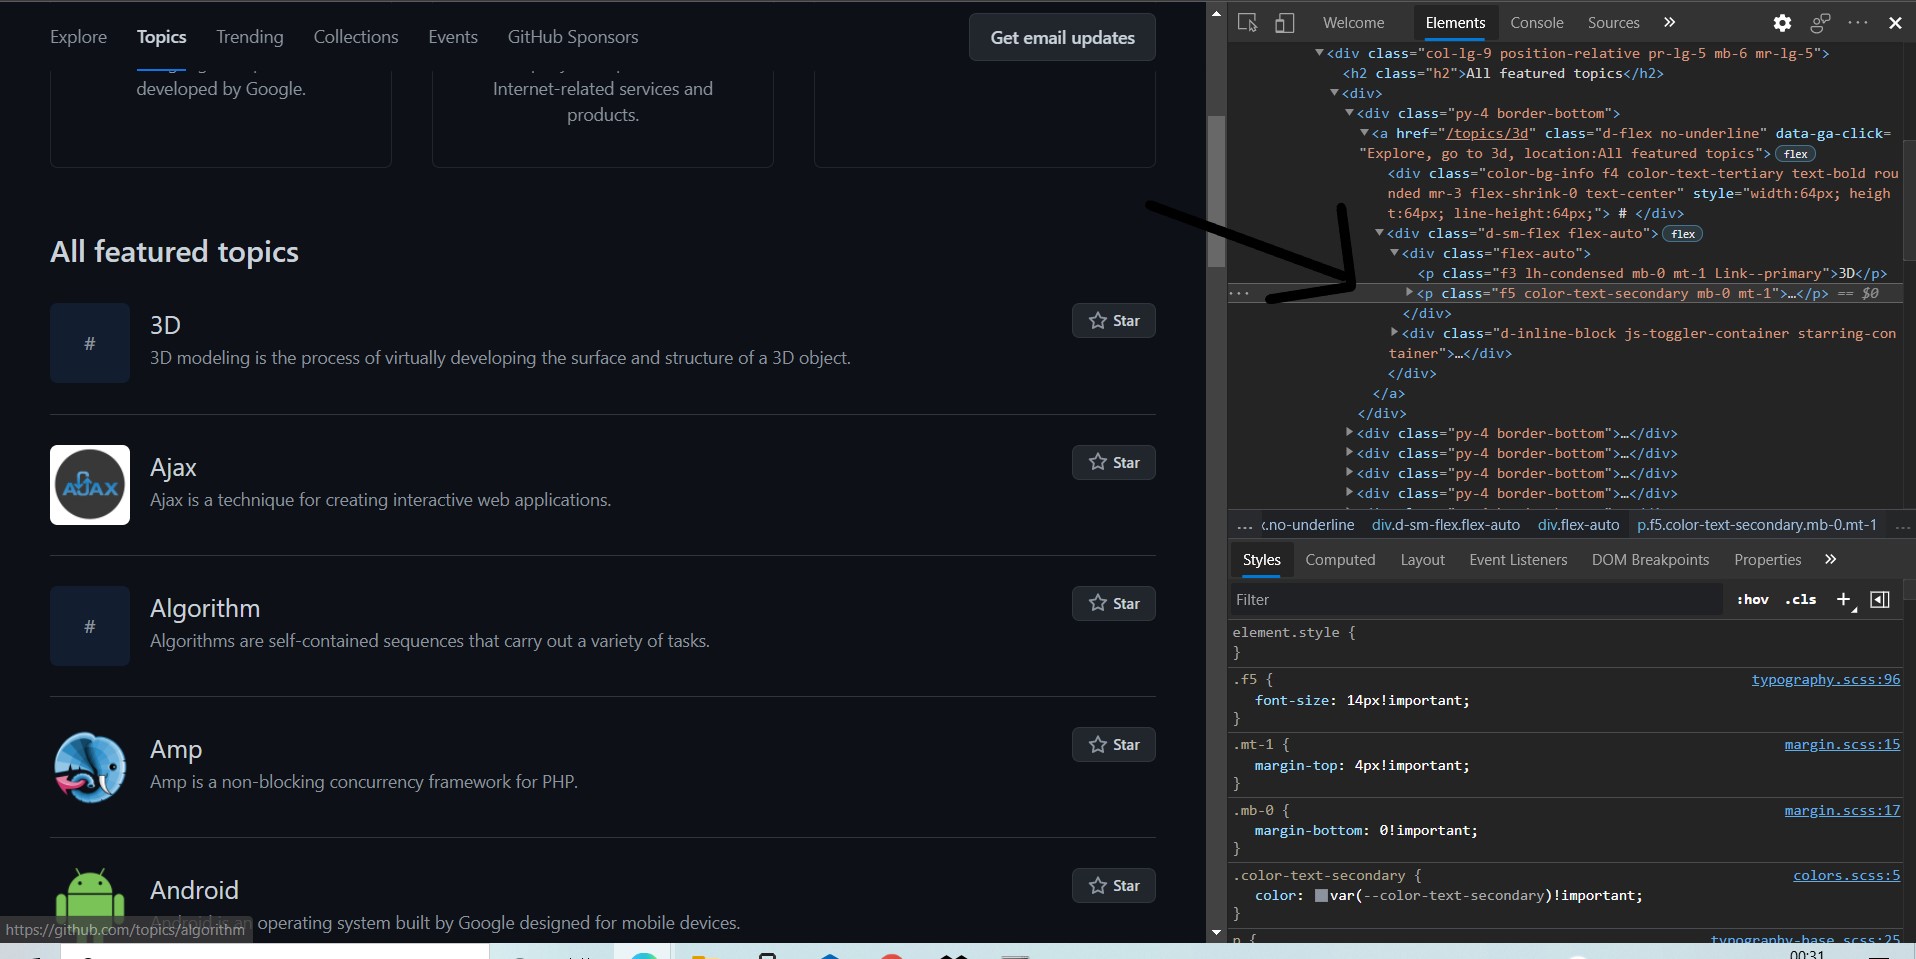 Explore Topics Trending Collections Events GitHub Sponsors Get email updates
developed by Google.
Internet-related services and
products.
All featured topics
#
3D
3D modeling is the process of virtually developing the surface and structure of a 3D object.
Star
AJAX
Ajax
Ajax is a technique for creating interactive web applications.
Star
#
Algorithm
Algorithms are self-contained sequences that carry out a variety of tasks.
Star
Amp
Amp is a non-blocking concurrency framework for PHP.
Star
Android
Android is an operating system built by Google designed for mobile devices.
Star
https://github.com/topics/algorithm
Welcome Elements Console Sources »
<div class="col-lg-9 position-relative pr-lg-5 mb-6 mr-lg-5">
<h2 class="h2">All featured topics</h2>
<div>
<div class="py-4 border-bottom">
<a href="/topics/3d" class="d-flex no-underline" data-ga-click=
"Explore, go to 3d, location:All featured topics"> flex
<div class="color-bg-info f4 color-text-tertiary text-bold rou
nded mr-3 flex-shrink-0 text-center" style="width:64px; heigh
t:64px; line-height:64px;"> # </div>
<div class="d-sm-flex flex-auto"> flex
<div class="flex-auto">
<p class="f3 lh-condensed mb-0 mt-1 Link--primary">3D</p>
... <p class="f5 color-text-secondary mb-0 mt-1">…</p> == $0
</div>
<div class="d-inline-block js-toggler-container starring-con
tainer">…</div>
</div>
</a>
</div>
<div class="py-4 border-bottom">…</div>
<div class="py-4 border-bottom">…</div>
<div class="py-4 border-bottom">…</div>
<div class="py-4 border-bottom">…</div>
... .no-underline div.d-sm-flex.flex-auto div.flex-auto p.f5.color-text-secondary.mb-0.mt-1 ...
Styles Computed Layout Event Listeners DOM Breakpoints Properties »
Filter :hov .cls +
element.style {
}
.f5 { typography.scss:96
font-size: 14px!important;
}
.mt-1 { margin.scss:15
margin-top: 4px!important;
}
.mb-0 { margin.scss:17
margin-bottom: 0!important;
}
.color-text-secondary { colors.scss:5
color: var(--color-text-secondary)!important;
}
p { typography-base.scss:25
00:31